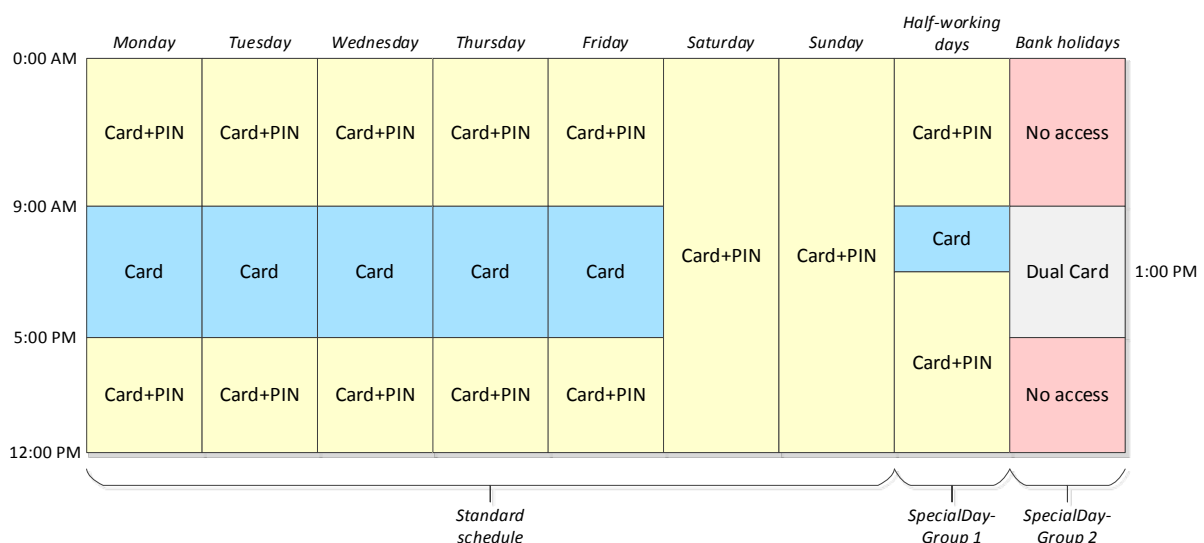 Half-working
Monday Tuesday Wednesday Thursday Friday Saturday Sunday days Bank holidays
0:00 AM
Card+PIN Card+PIN Card+PIN Card+PIN Card+PIN Card+PIN No access
9:00 AM
Card
Card+PIN Card+PIN
Card Card Card Card Card Dual Card 1:00 PM
5:00 PM
Card+PIN
Card+PIN Card+PIN Card+PIN Card+PIN Card+PIN No access
12:00 PM
Standard SpecialDay- SpecialDay-
schedule Group 1 Group 2